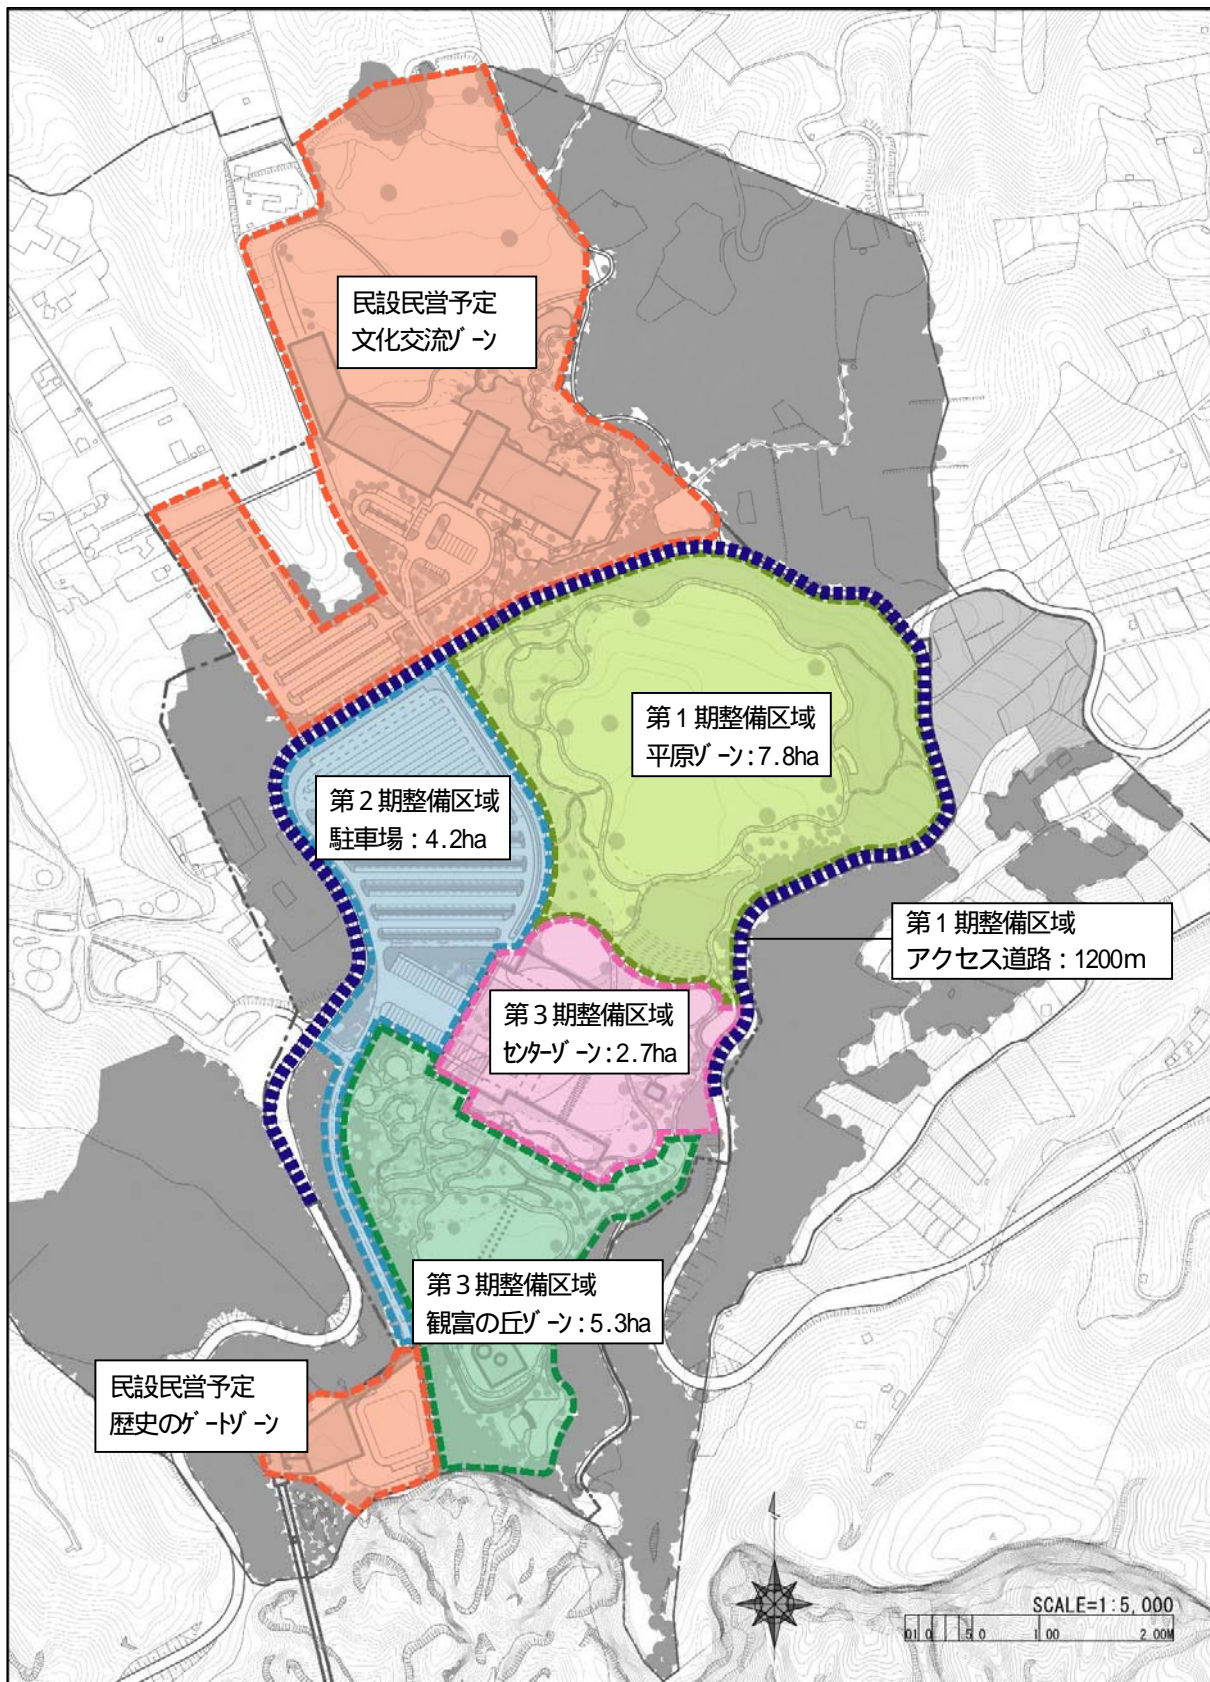 民設民営予定
文化交流ゾーン
第1期整備区域
平原ゾーン:7.8ha
第2期整備区域
駐車場:4.2ha
第1期整備区域
アクセス道路:1200m
第3期整備区域
センターゾーン:2.7ha
第3期整備区域
観富の丘ゾーン:5.3ha
民設民営予定
歴史のゲートゾーン
SCALE=1:5,000
0 10 50 100 200M